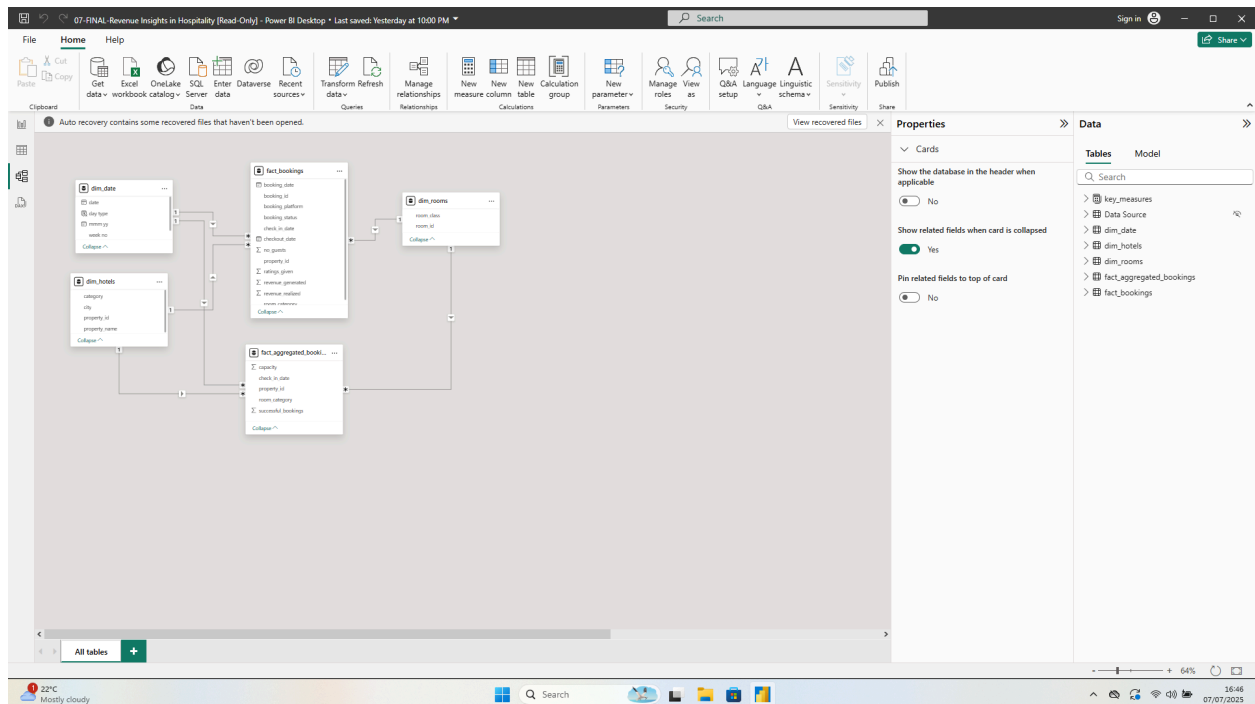 07-FINAL-Revenue Insights in Hospitality [Read-Only] - Power BI Desktop • Last saved: Yesterday at 10:00 PM
Search
Sign in
File Home Help
Share
Paste
Cut
Copy
Get data
Excel workbook
OneLake catalog
SQL Server
Enter data
Dataverse
Recent sources
Transform data
Refresh
Manage relationships
New measure
New column
New table
Calculation group
New parameter
Manage roles
View as
Q&A setup
Language
Linguistic schema
Sensitivity
Publish
Clipboard
Data
Queries
Relationships
Calculations
Parameters
Security
Q&A
Sensitivity
Share
Auto recovery contains some recovered files that haven't been opened.
View recovered files
dim_date
date
day type
mmm yy
week no
Collapse
dim_hotels
category
city
property_id
property_name
Collapse
fact_bookings
booking_date
booking_id
booking_platform
booking_status
check_in_date
checkout_date
no_guests
property_id
ratings_given
revenue_generated
revenue_realized
room_category
Collapse
dim_rooms
room_class
room_id
Collapse
fact_aggregated_booki...
capacity
check_in_date
property_id
room_category
successful_bookings
Collapse
1
1
1
1
1
1
Properties
Cards
Show the database in the header when
applicable
No
Show related fields when card is collapsed
Yes
Pin related fields to top of card
No
Data
Tables Model
Search
key_measures
Data Source
dim_date
dim_hotels
dim_rooms
fact_aggregated_bookings
fact_bookings
All tables
+
- + 64%
1
22°C
Mostly cloudy
Search
16:46
07/07/2025